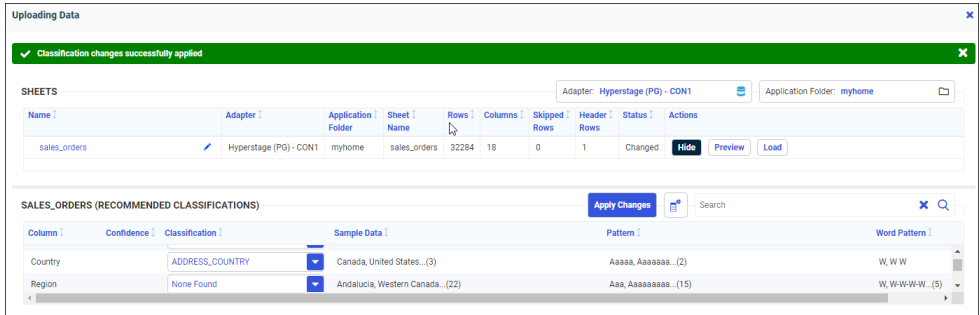 Uploading Data
Classification changes successfully applied
SHEETS Adapter: Hyperstage (PG) - CON1 Application Folder: myhome
Name Adapter Application Folder Sheet Name Rows Columns Skipped Rows Header Rows Status Actions
sales_orders Hyperstage (PG) - CON1 myhome sales_orders 32284 18 0 1 Changed Hide Preview Load
SALES_ORDERS (RECOMMENDED CLASSIFICATIONS) Apply Changes Search
Column Confidence Classification Sample Data Pattern Word Pattern
Country ADDRESS_COUNTRY Canada, United States...(3) Aaaaa, Aaaaaaa...(2) W, W W
Region None Found Andalucia, Western Canada...(22) Aaa, Aaaaaaaaa...(15) W, W-W-W-W...(5)